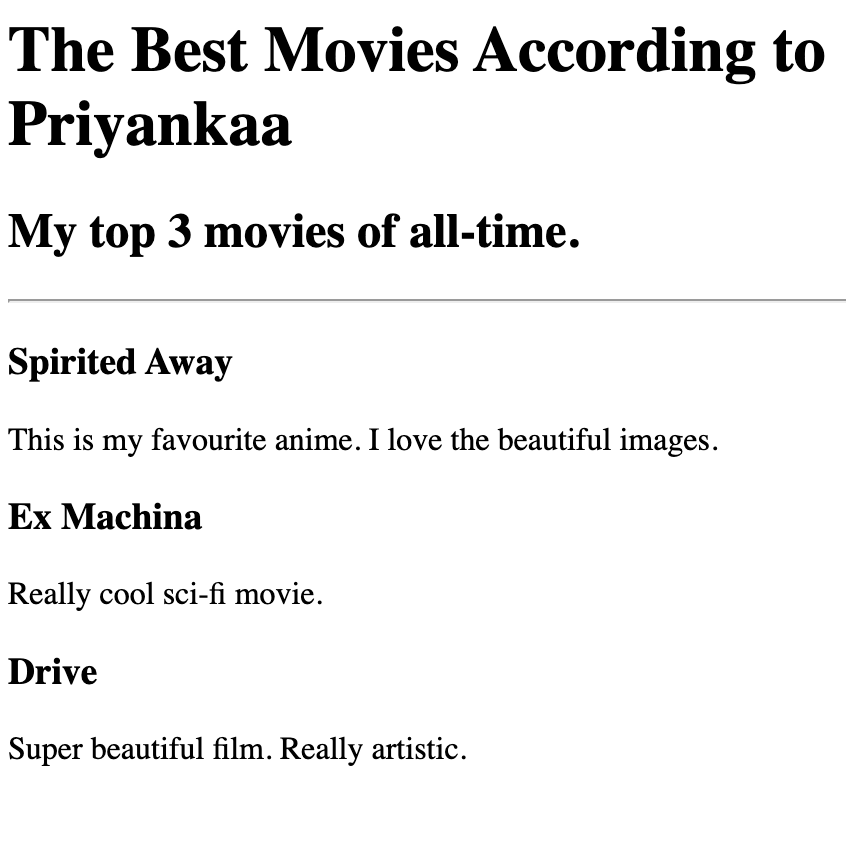 The Best Movies According to
Priyankaa
My top 3 movies of all-time.
Spirited Away
This is my favourite anime. I love the beautiful images.
Ex Machina
Really cool sci-fi movie.
Drive
Super beautiful film. Really artistic.